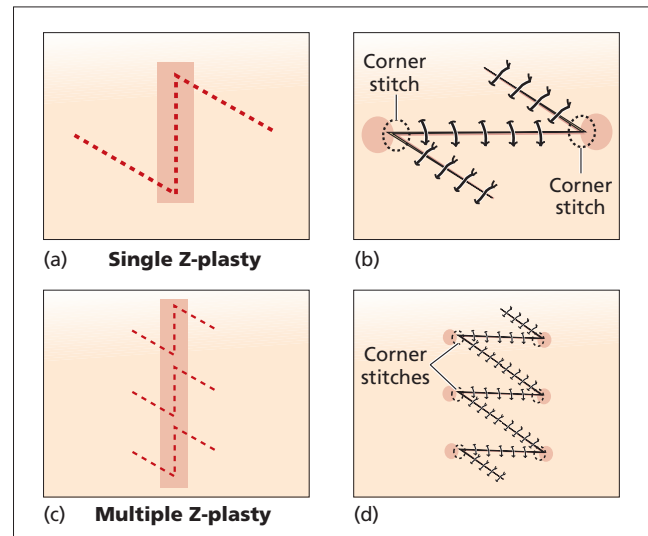 Corner
stitch
Corner
stitch
(a) Single Z-plasty
(b)
Corner
stitches
(c) Multiple Z-plasty
(d)